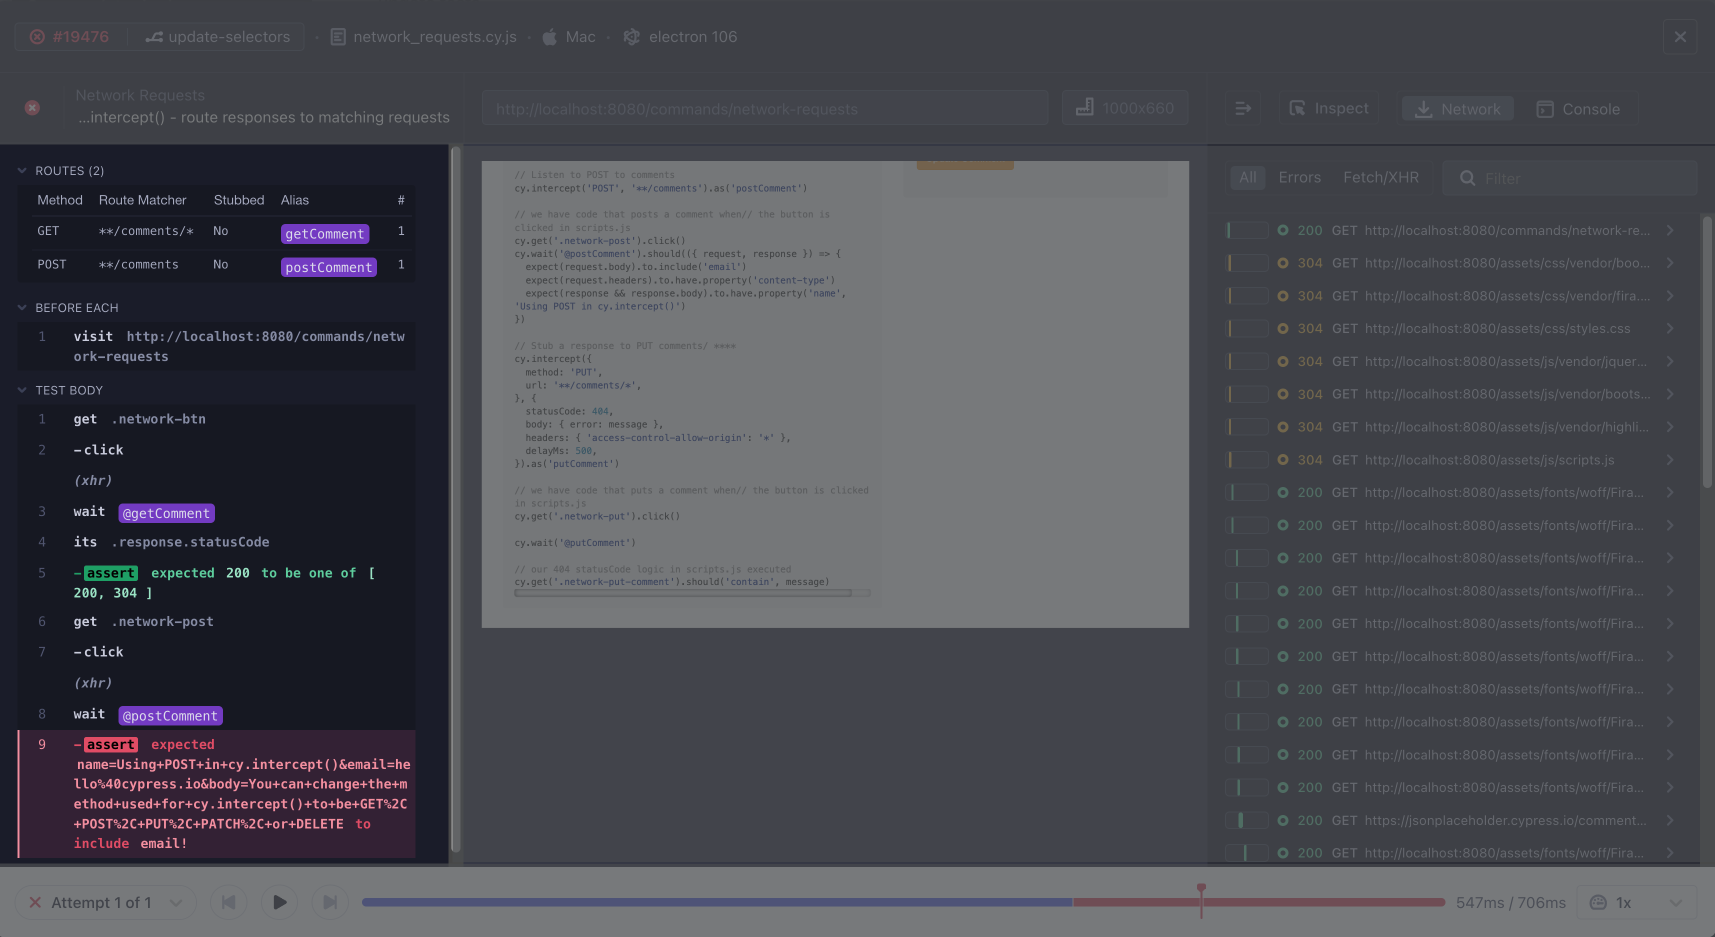 #19476 update-selectors · network_requests.cy.js · Mac · electron 106
Network Requests
...intercept() - route responses to matching requests
http://localhost:8080/commands/network-requests
1000x660
Inspect
Network
Console
ROUTES (2)
Method Route Matcher Stubbed Alias #
GET **/comments/* No getComment 1
POST **/comments No postComment 1
BEFORE EACH
1 visit http://localhost:8080/commands/netw
ork-requests
TEST BODY
1 get .network-btn
2 -click
(xhr)
3 wait @getComment
4 its .response.statusCode
5 -assert expected 200 to be one of [
200, 304 ]
6 get .network-post
7 -click
(xhr)
8 wait @postComment
9 -assert expected
name=Using+POST+in+cy.intercept()&email=he
llo%40cypress.io&body=You+can+change+the+m
ethod+used+for+cy.intercept()+to+be+GET%2C
+POST%2C+PUT%2C+PATCH%2C+or+DELETE to
include email!
// Listen to POST to comments
cy.intercept('POST', '**/comments').as('postComment')
// we have code that posts a comment when// the button is
clicked in scripts.js
cy.get('.network-post').click()
cy.wait('@postComment').should(({ request, response }) => {
expect(request.body).to.include('email')
expect(request.headers).to.have.property('content-type')
expect(response && response.body).to.have.property('name',
'Using POST in cy.intercept()')
})
// Stub a response to PUT comments/ ****
cy.intercept({
method: 'PUT',
url: '**/comments/*',
}, {
statusCode: 404,
body: { error: message },
headers: { 'access-control-allow-origin': '*' },
delayMs: 500,
}).as('putComment')
// we have code that puts a comment when// the button is clicked
in scripts.js
cy.get('.network-put').click()
cy.wait('@putComment')
// our 404 statusCode logic in scripts.js executed
cy.get('.network-put-comment').should('contain', message)
All Errors Fetch/XHR Filter
200 GET http://localhost:8080/commands/network-re...
304 GET http://localhost:8080/assets/css/vendor/boo...
304 GET http://localhost:8080/assets/css/vendor/fira...
304 GET http://localhost:8080/assets/css/styles.css
304 GET http://localhost:8080/assets/js/vendor/jquer...
304 GET http://localhost:8080/assets/js/vendor/boots...
304 GET http://localhost:8080/assets/js/vendor/highli...
304 GET http://localhost:8080/assets/js/scripts.js
200 GET http://localhost:8080/assets/fonts/woff/Fira...
200 GET http://localhost:8080/assets/fonts/woff/Fira...
200 GET http://localhost:8080/assets/fonts/woff/Fira...
200 GET http://localhost:8080/assets/fonts/woff/Fira...
200 GET http://localhost:8080/assets/fonts/woff/Fira...
200 GET http://localhost:8080/assets/fonts/woff/Fira...
200 GET http://localhost:8080/assets/fonts/woff/Fira...
200 GET http://localhost:8080/assets/fonts/woff/Fira...
200 GET http://localhost:8080/assets/fonts/woff/Fira...
200 GET http://localhost:8080/assets/fonts/woff/Fira...
200 GET https://jsonplaceholder.cypress.io/comment...
200 GET http://localhost:8080/assets/fonts/woff/Fira...
Attempt 1 of 1
547ms / 706ms
1x